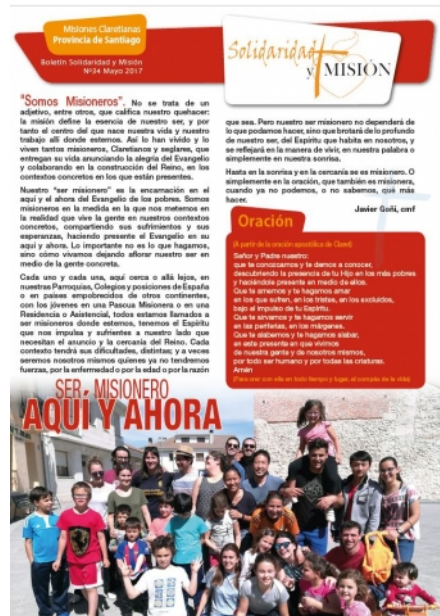 Misiones Claretianas
Provincia de Santiago
Boletín Solidaridad y Misión
Nº34 Mayo 2017
Solidaridad
y MISIÓN
"Somos Misioneros". No se trata de un
adjetivo, entre otros, que califica nuestro quehacer:
la misión define la esencia de nuestro ser, y por
tanto el centro del que nace nuestra vida y nuestro
trabajo allí donde estemos. Así lo han vivido y lo
viven tantos misioneros, Claretianos y seglares, que
entregan su vida anunciando la alegría del Evangelio
y colaborando en la construcción del Reino, en los
contextos concretos en los que están presentes.
Nuestro "ser misionero" es la encarnación en el
aquí y el ahora del Evangelio de los pobres. Somos
misioneros en la medida en la que nos metemos en
la realidad que vive la gente en nuestros contextos
concretos, compartiendo sus sufrimientos y sus
esperanzas, haciendo presente el Evangelio en su
aquí y ahora. Lo importante no es lo que hagamos,
sino cómo vivamos dejando aflorar nuestro ser en
medio de la gente concreta.
Cada uno y cada una, aquí cerca o allá lejos, en
nuestras Parroquias, Colegios y posiciones de España
o en países empobrecidos de otros continentes,
con los jóvenes en una Pascua Misionera o en una
Residencia o Asistencial, todos estamos llamados a
ser misioneros donde estemos, tenemos el Espíritu
que nos impulsa y sufrientes a nuestro lado que
necesitan el anuncio y la cercanía del Reino. Cada
contexto tendrá sus dificultades, distintas; y a veces
seremos nosotros mismos quienes ya no tendremos
fuerzas, por la enfermedad o por la edad o por la razón
que sea. Pero nuestro ser misionero no dependerá de
lo que podamos hacer, sino que brotará de lo profundo
de nuestro ser, del Espíritu que habita en nosotros, y
se reflejará en la manera de vivir, en nuestra palabra o
simplemente en nuestra sonrisa.
Hasta en la sonrisa y en la cercanía se es misionero. O
simplemente en la oración, que también es misionera,
cuando ya no podemos, o no sabemos, qué más
hacer.
Javier Goñi, cmf
Oración
(A partir de la oración apostólica de Claret)
Señor y Padre nuestro:
que te conozcamos y te demos a conocer,
descubriendo la presencia de tu Hijo en los más pobres
y haciéndole presente en medio de ellos.
Que te amemos y te hagamos amar
en los que sufren, en los tristes, en los excluidos,
bajo el impulso de tu Espíritu.
Que te sirvamos y te hagamos servir
en las periferias, en los márgenes.
Que te alabemos y te hagamos alabar,
en este presente en que vivimos
de nuestra gente y de nosotros mismos,
por todo ser humano y por todas las criaturas.
Amén
(Para orar con ella en todo tiempo y lugar, al compás de la vida)
SER MISIONERO
AQUÍ Y AHORA